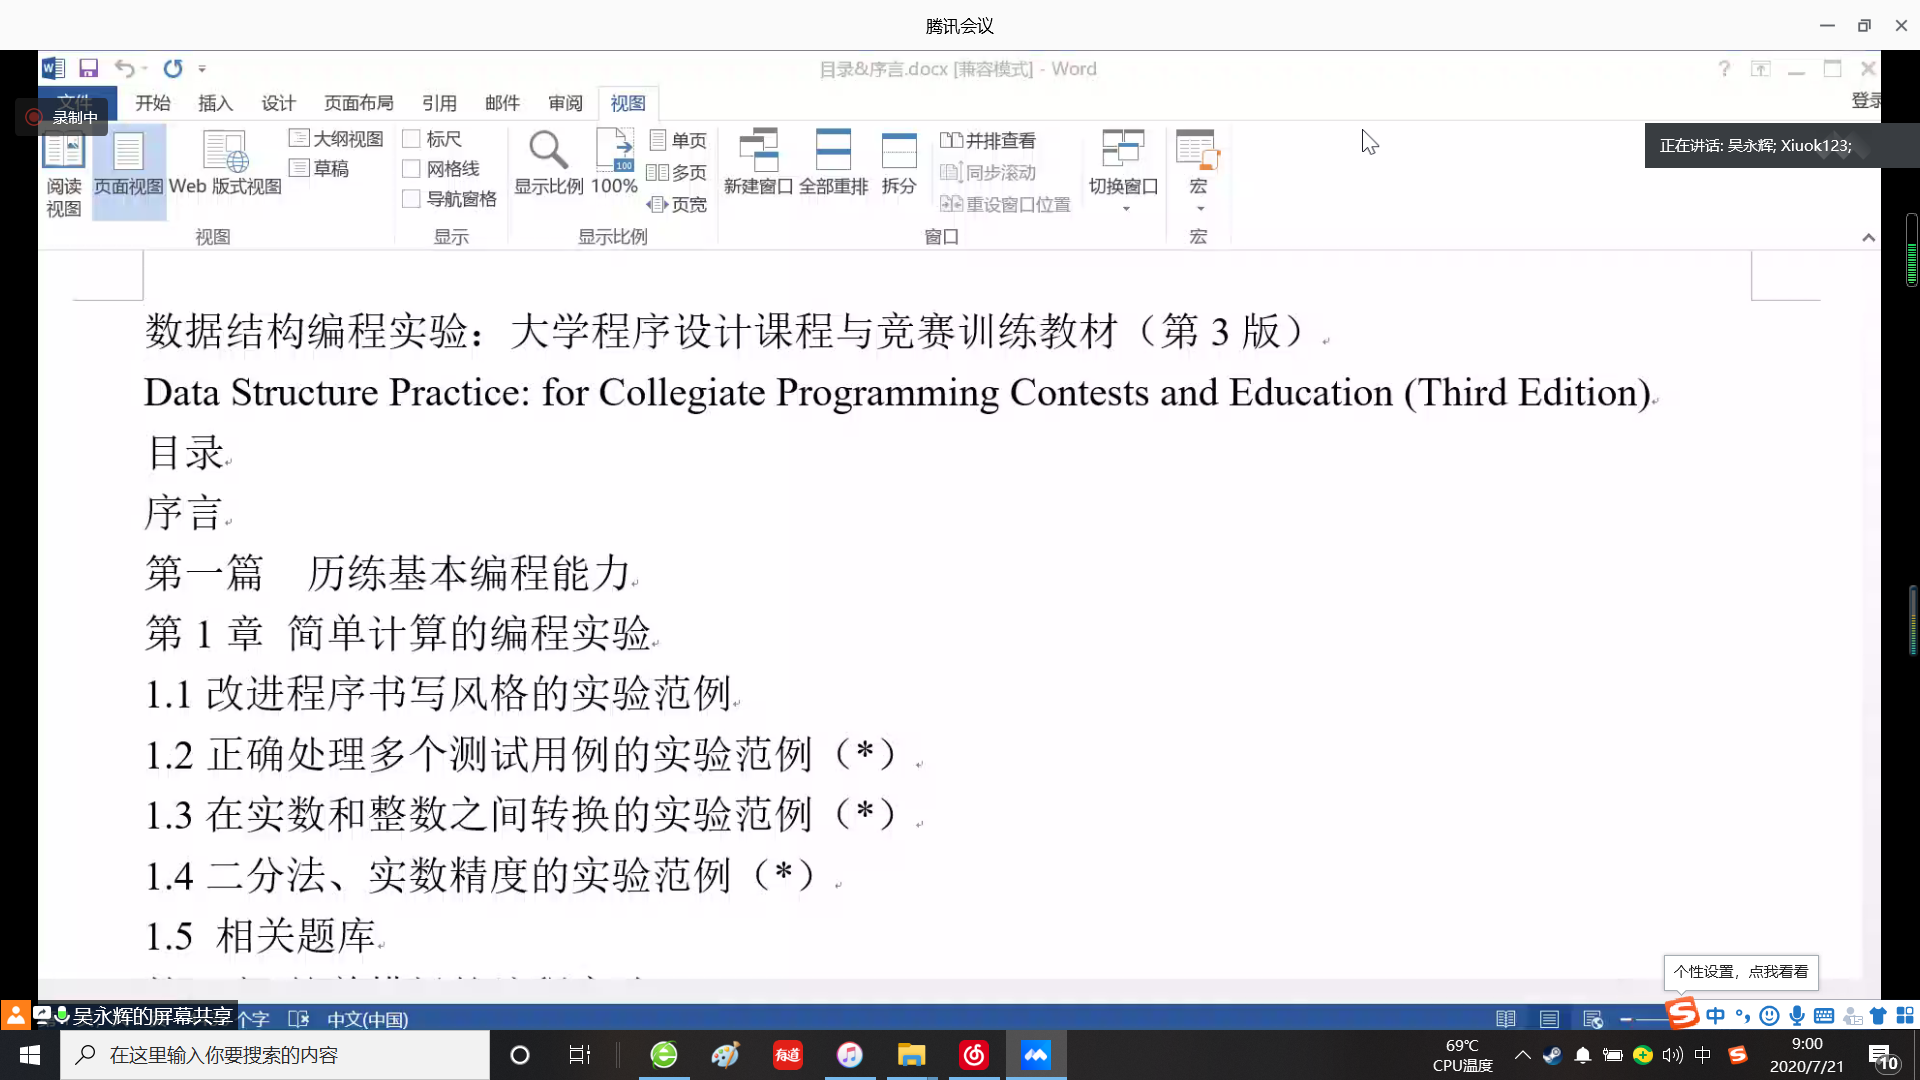 腾讯会议
目录&序言.docx [兼容模式] - Word
文件 开始 插入 设计 页面布局 引用 邮件 审阅 视图 登录
录制中
正在讲话: 吴永辉; Xiuok123;
阅读视图 页面视图 Web 版式视图 大纲视图 草稿
标尺 网格线 导航窗格
显示比例 100% 单页 多页 页宽
新建窗口 全部重排 拆分 并排查看 同步滚动 重设窗口位置 切换窗口 宏
视图 显示 显示比例 窗口 宏
数据结构编程实验：大学程序设计课程与竞赛训练教材（第 3 版）
Data Structure Practice: for Collegiate Programming Contests and Education (Third Edition)
目录
序言
第一篇 历练基本编程能力
第 1 章 简单计算的编程实验
1.1 改进程序书写风格的实验范例
1.2 正确处理多个测试用例的实验范例（*）
1.3 在实数和整数之间转换的实验范例（*）
1.4 二分法、实数精度的实验范例（*）
1.5 相关题库
个性设置，点我看看
吴永辉的屏幕共享 个字 中文(中国)
中
在这里输入你要搜索的内容
有道
69℃
CPU温度
中
9:00
2020/7/21
10